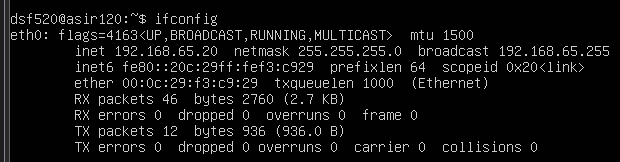 dsf520@asir120:~$ ifconfig
eth0: flags=4163<UP,BROADCAST,RUNNING,MULTICAST>  mtu 1500
        inet 192.168.65.20  netmask 255.255.255.0  broadcast 192.168.65.255
        inet6 fe80::20c:29ff:fef3:c929  prefixlen 64  scopeid 0x20<link>
        ether 00:0c:29:f3:c9:29  txqueuelen 1000  (Ethernet)
        RX packets 46  bytes 2760 (2.7 KB)
        RX errors 0  dropped 0  overruns 0  frame 0
        TX packets 12  bytes 936 (936.0 B)
        TX errors 0  dropped 0 overruns 0  carrier 0  collisions 0